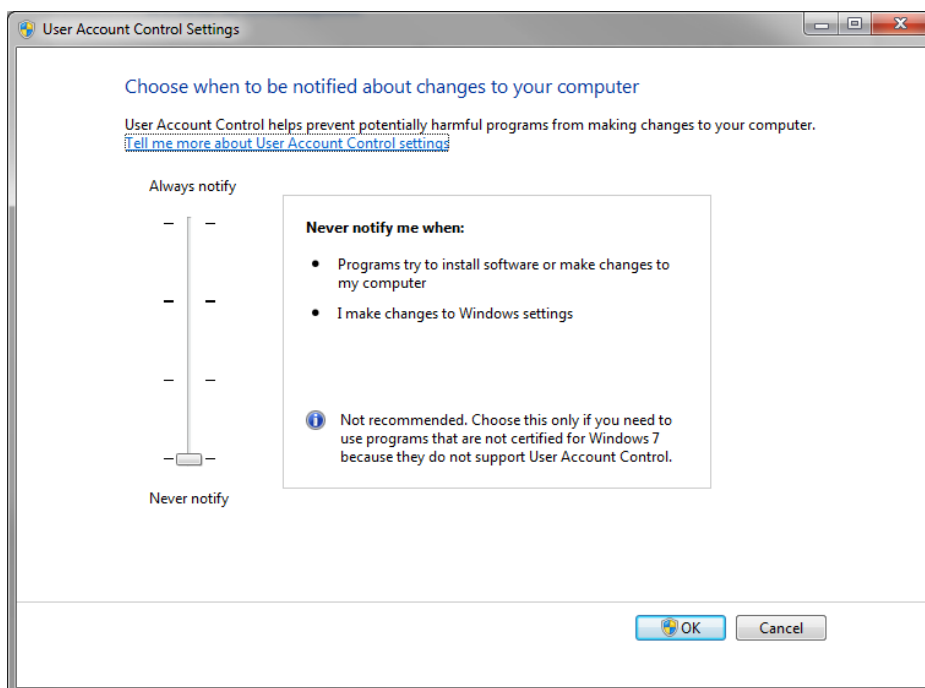 User Account Control Settings
Choose when to be notified about changes to your computer
User Account Control helps prevent potentially harmful programs from making changes to your computer.
Tell me more about User Account Control settings
Always notify
Never notify me when:
Programs try to install software or make changes to
my computer
I make changes to Windows settings
Not recommended. Choose this only if you need to
use programs that are not certified for Windows 7
because they do not support User Account Control.
Never notify
OK
Cancel